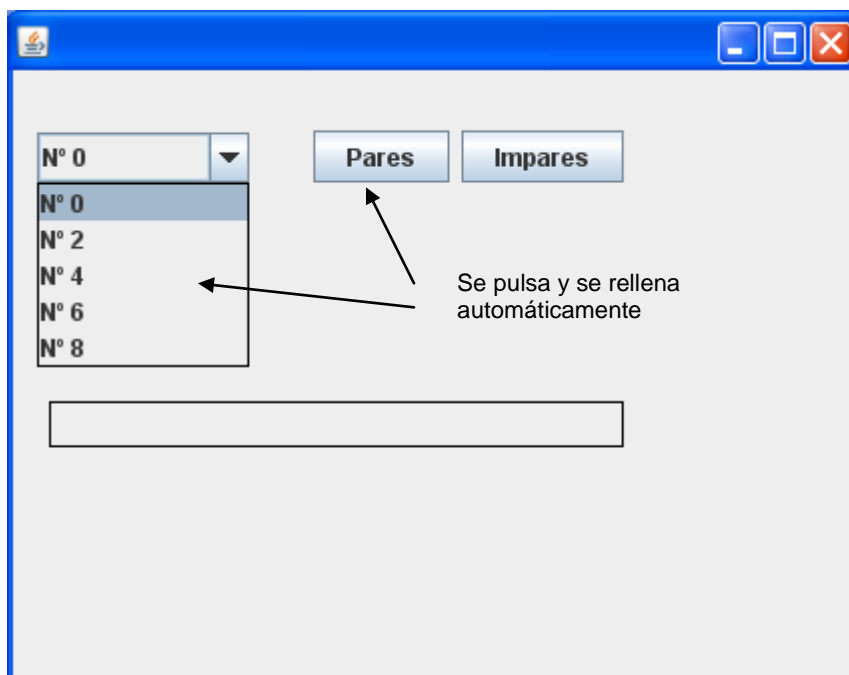 Nº 0
Pares
Impares
Nº 0
Nº 2
Nº 4
Nº 6
Nº 8
Se pulsa y se rellena
automáticamente